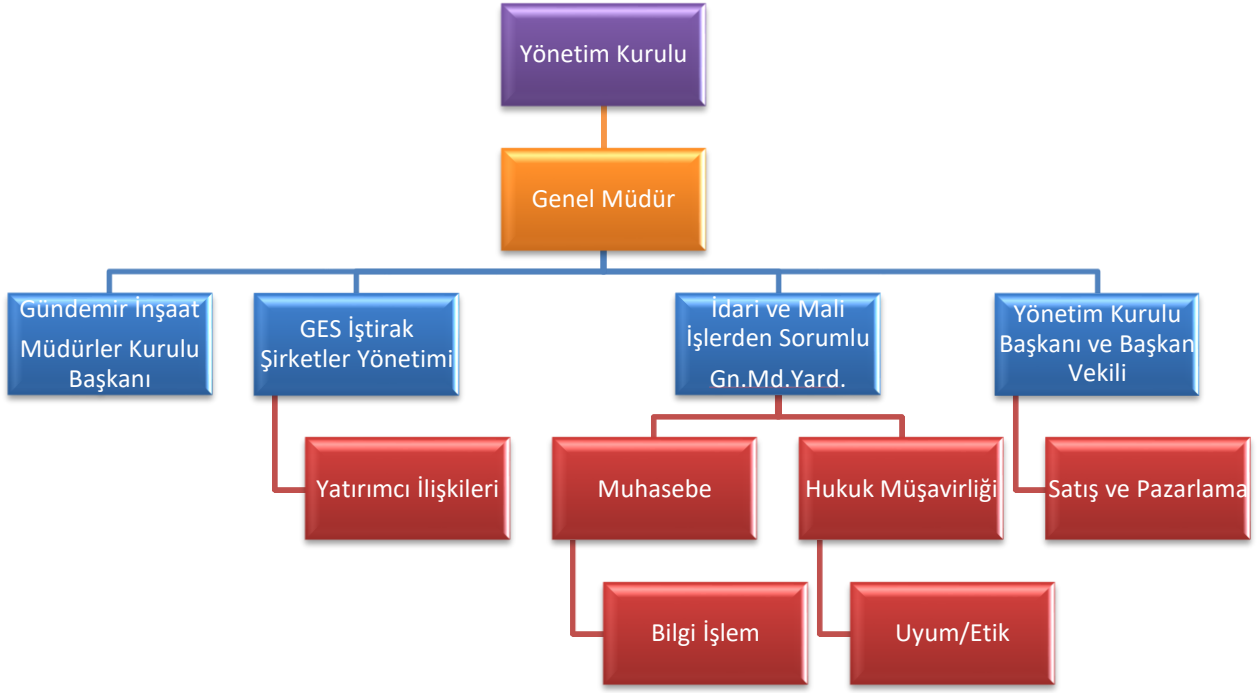 Yönetim Kurulu
Genel Müdür
Gündemir İnşaat
Müdürler Kurulu
Başkanı
GES İştirak
Şirketler Yönetimi
İdari ve Mali
İşlerden Sorumlu
Gn.Md.Yard.
Yönetim Kurulu
Başkanı ve Başkan
Vekili
Yatırımcı İlişkileri
Muhasebe
Hukuk Müşavirliği
Satış ve Pazarlama
Bilgi İşlem
Uyum/Etik